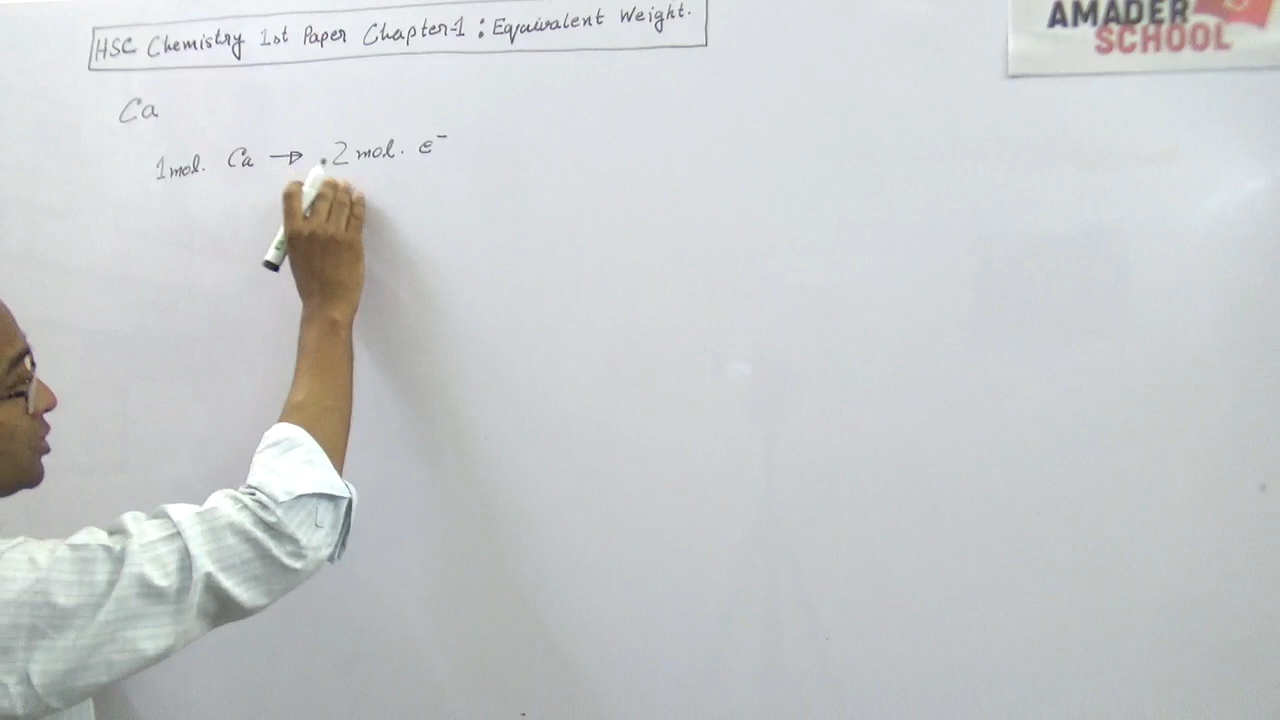 HSC Chemistry 1st Paper Chapter-1 : Equivalent Weight.
AMADER
SCHOOL
Ca
1 mol. Ca → 2 mol. e⁻